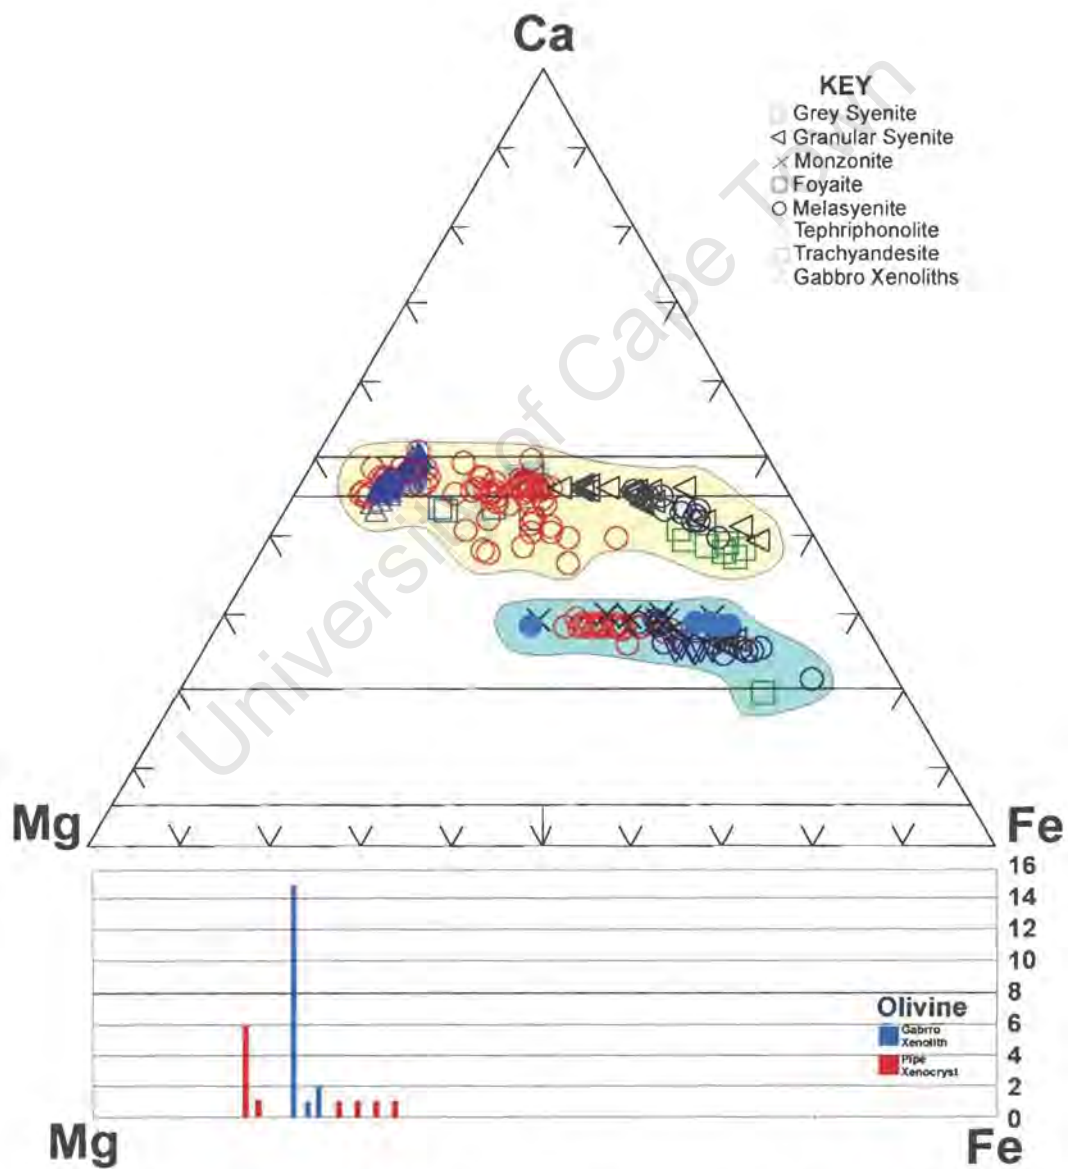 Ca
KEY
Grey Syenite
Granular Syenite
Monzonite
Foyaite
Melasyenite
Tephriphonolite
Trachyandesite
Gabbro Xenoliths
University of Cape Town
Mg
Fe
16
14
12
10
8
6
4
2
0
Olivine
Gabrro
Xenolith
Pipe
Xenocryst
Mg
Fe